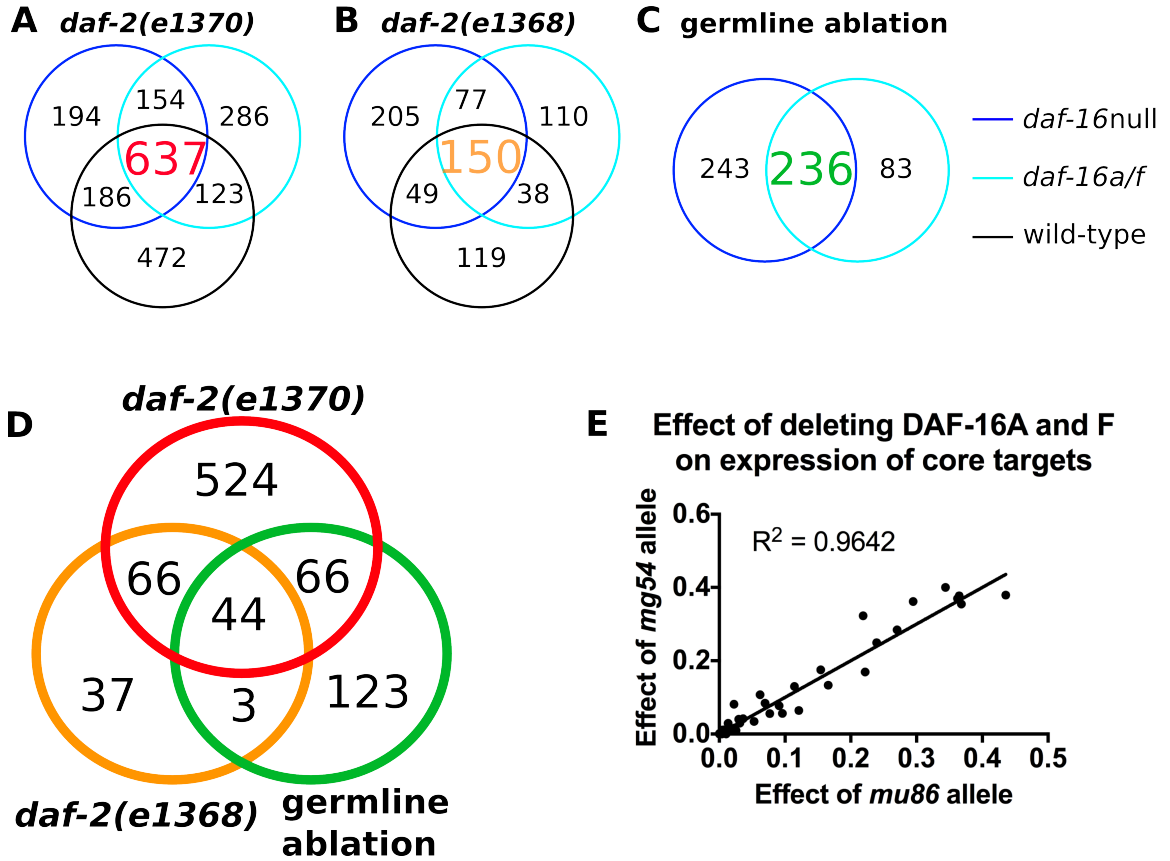 A daf-2(e1370)
194
154
286
637
186
123
472
B daf-2(e1368)
205
77
110
150
49
38
119
C germline ablation
243
236
83
daf-16null
daf-16a/f
wild-type
D
daf-2(e1370)
524
66
66
44
37
3
123
daf-2(e1368)
germline
ablation
E Effect of deleting DAF-16A and F
on expression of core targets
R² = 0.9642
Effect of mg54 allele
0.6
0.4
0.2
0.0
0.0 0.1 0.2 0.3 0.4 0.5
Effect of mu86 allele